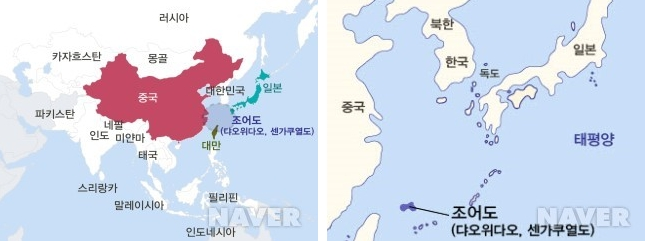 러시아
카자흐스탄
몽골
중국
대한민국
일본
파키스탄
네팔
인도
미얀마
조어도
(댜오위다오, 센카쿠열도)
대만
태국
스리랑카
필리핀
말레이시아
인도네시아
NAVER
북한
한국
일본
독도
중국
태평양
조어도
(댜오위다오, 센가쿠열도)
NAVER